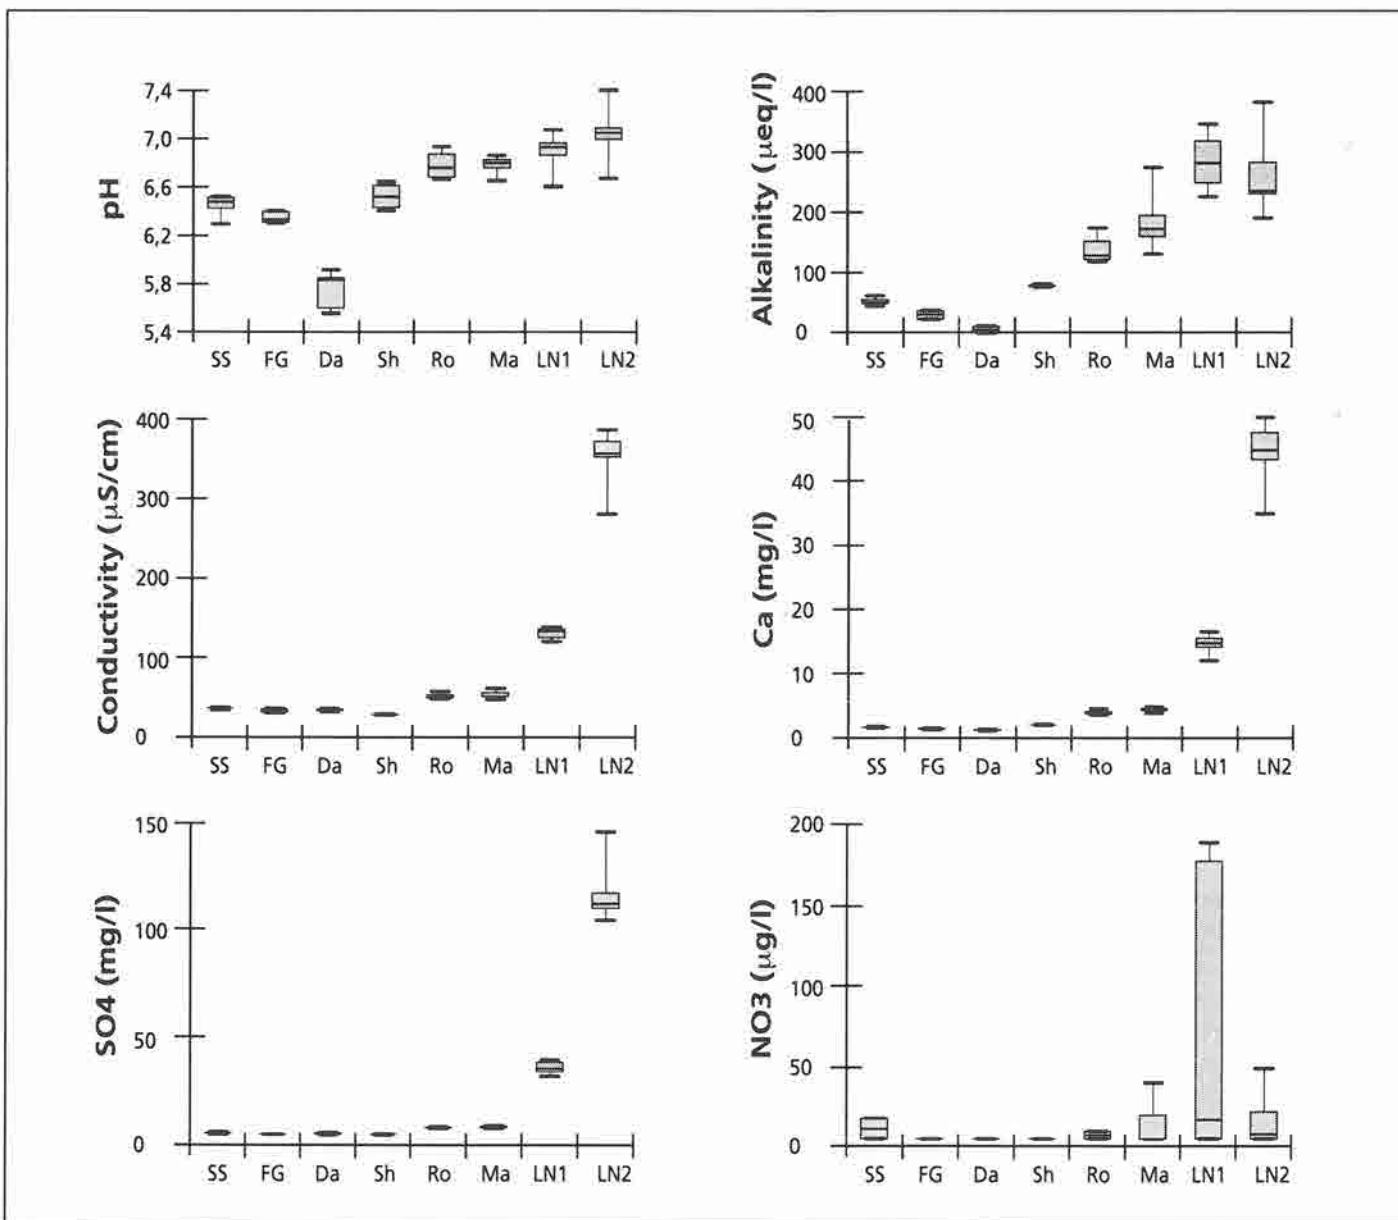 pH
7,4
7,0
6,6
6,2
5,8
5,4
SS FG Da Sh Ro Ma LN1 LN2
Alkalinity (μeq/l)
400
300
200
100
0
SS FG Da Sh Ro Ma LN1 LN2
Conductivity (μS/cm)
400
300
200
100
0
SS FG Da Sh Ro Ma LN1 LN2
Ca (mg/l)
50
40
30
20
10
0
SS FG Da Sh Ro Ma LN1 LN2
SO4 (mg/l)
150
100
50
0
SS FG Da Sh Ro Ma LN1 LN2
NO3 (μg/l)
200
150
100
50
0
SS FG Da Sh Ro Ma LN1 LN2